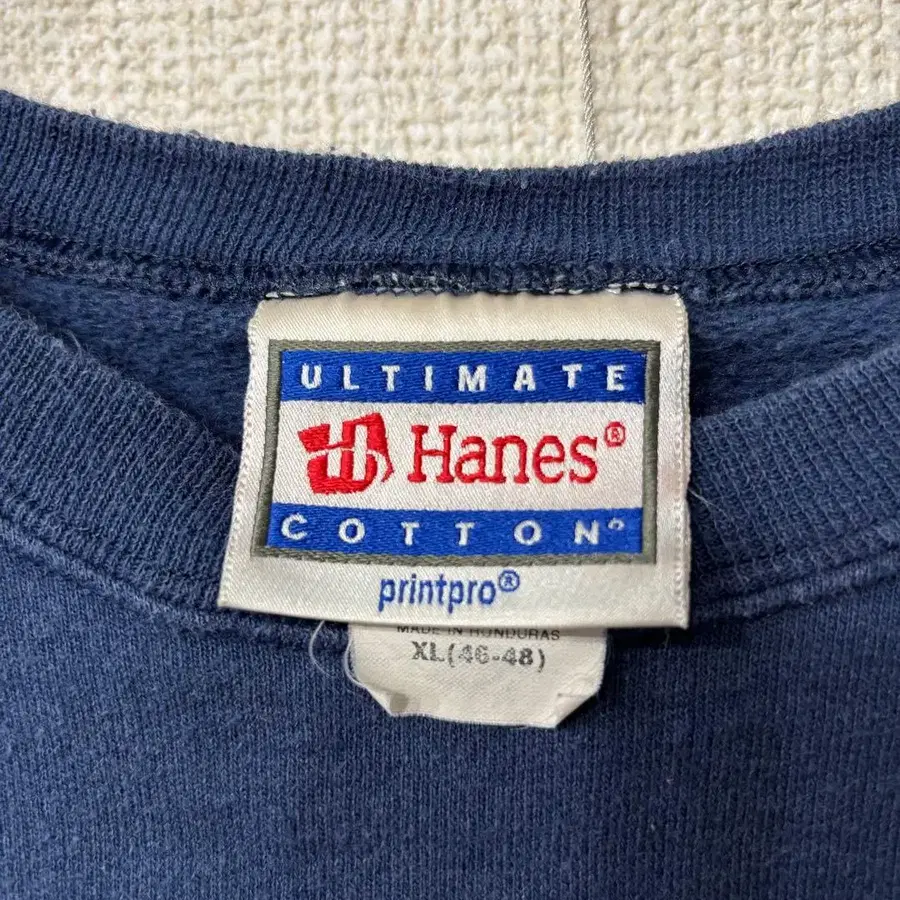 ULTIMATE
Hanes®
COTTON®
printpro®
MADE IN HONDURAS
XL(46-48)